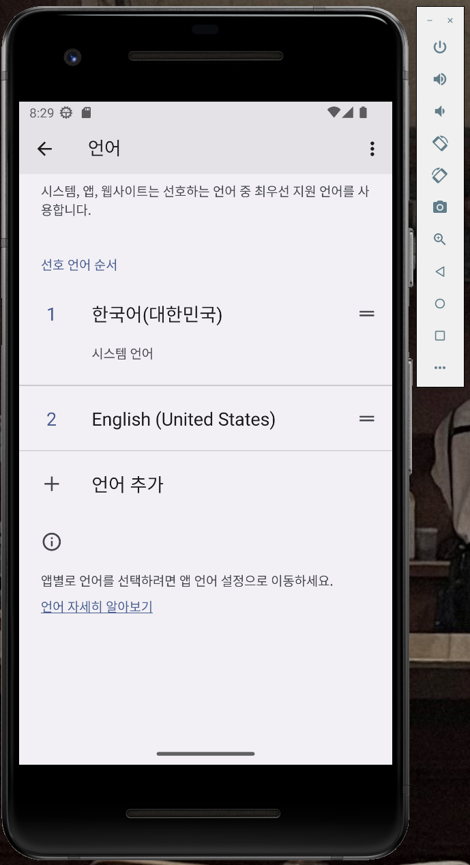 8:29
언어
시스템, 앱, 웹사이트는 선호하는 언어 중 최우선 지원 언어를 사
용합니다.
선호 언어 순서
1 한국어(대한민국)
시스템 언어
2 English (United States)
언어 추가
앱별로 언어를 선택하려면 앱 언어 설정으로 이동하세요.
언어 자세히 알아보기